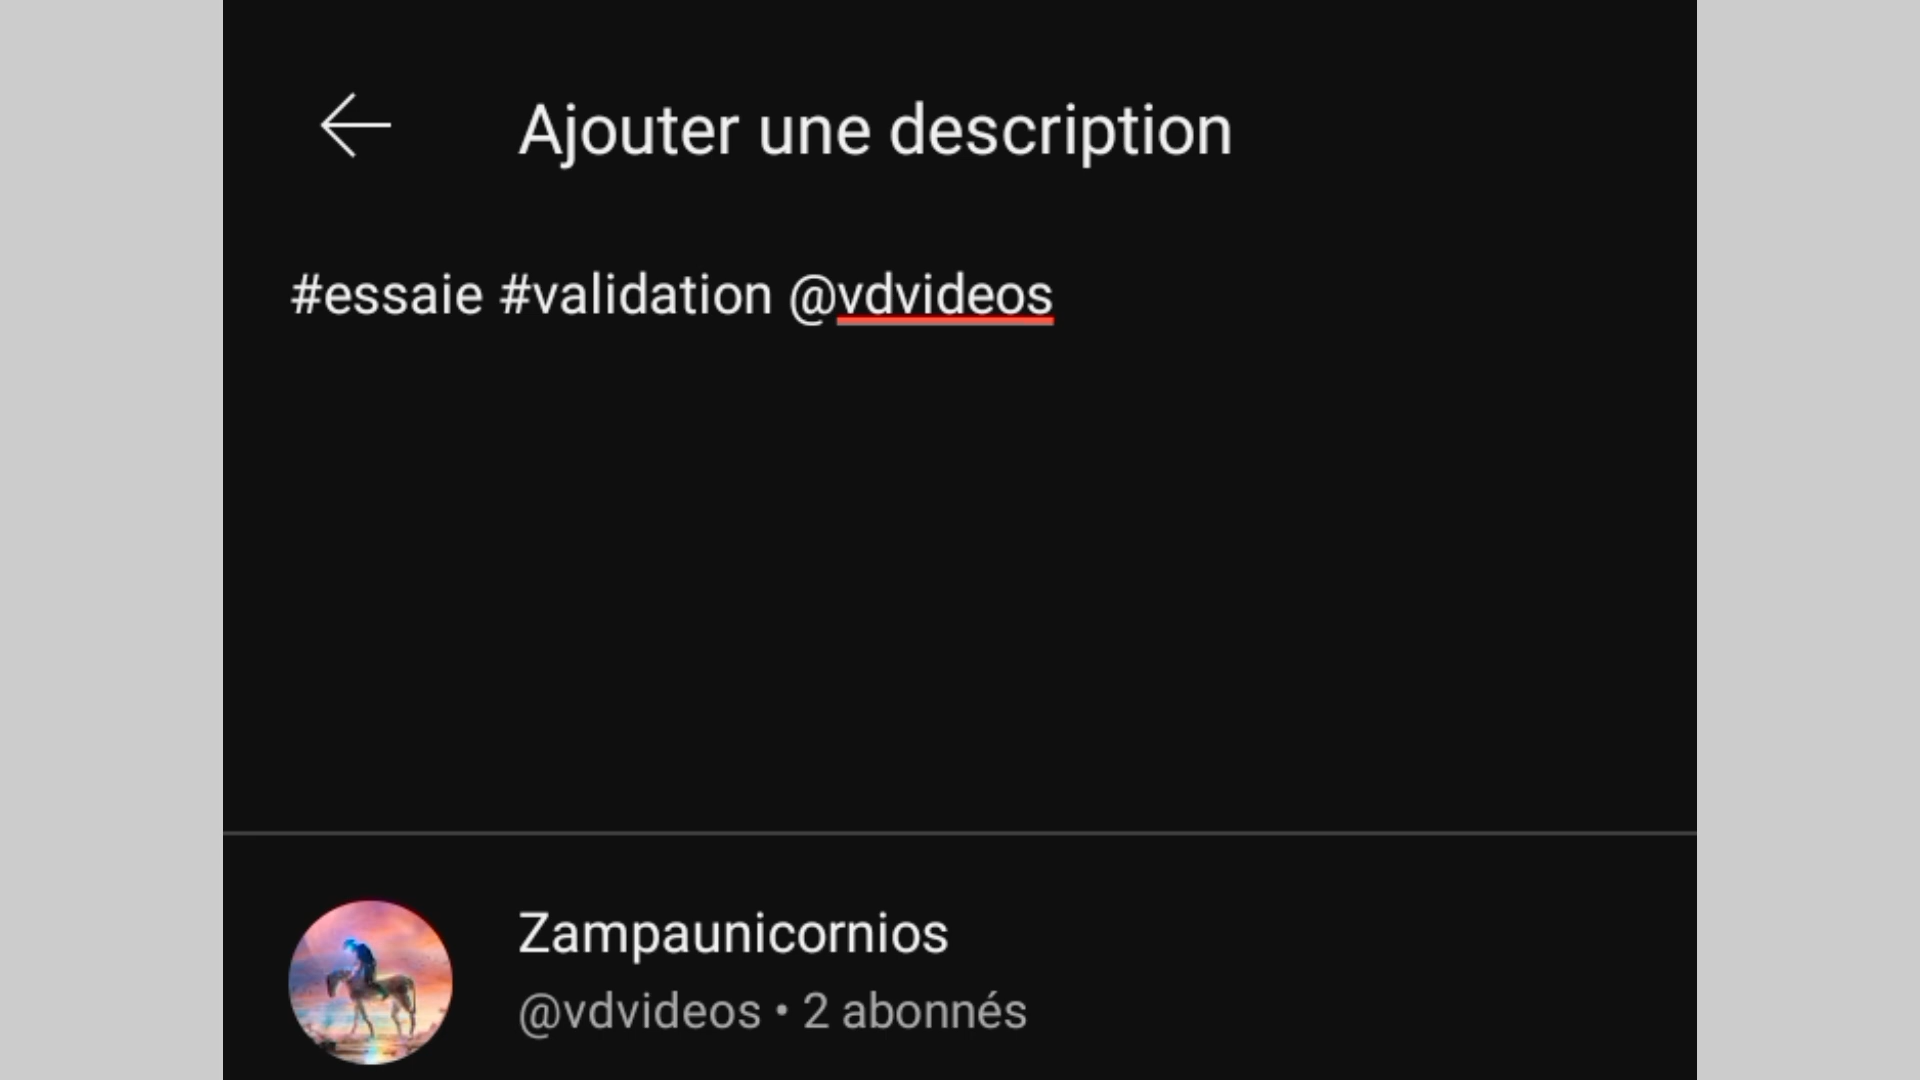 Ajouter une description
#essaie #validation @vdvideos
Zampaunicornios
@vdvideos • 2 abonnés